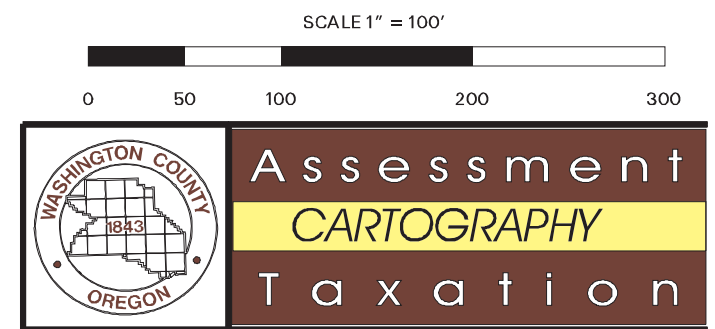 SCALE 1" = 100'
0 50 100 200 300
WASHINGTON COUNTY
1843
OREGON
Assessment
CARTOGRAPHY
Taxation